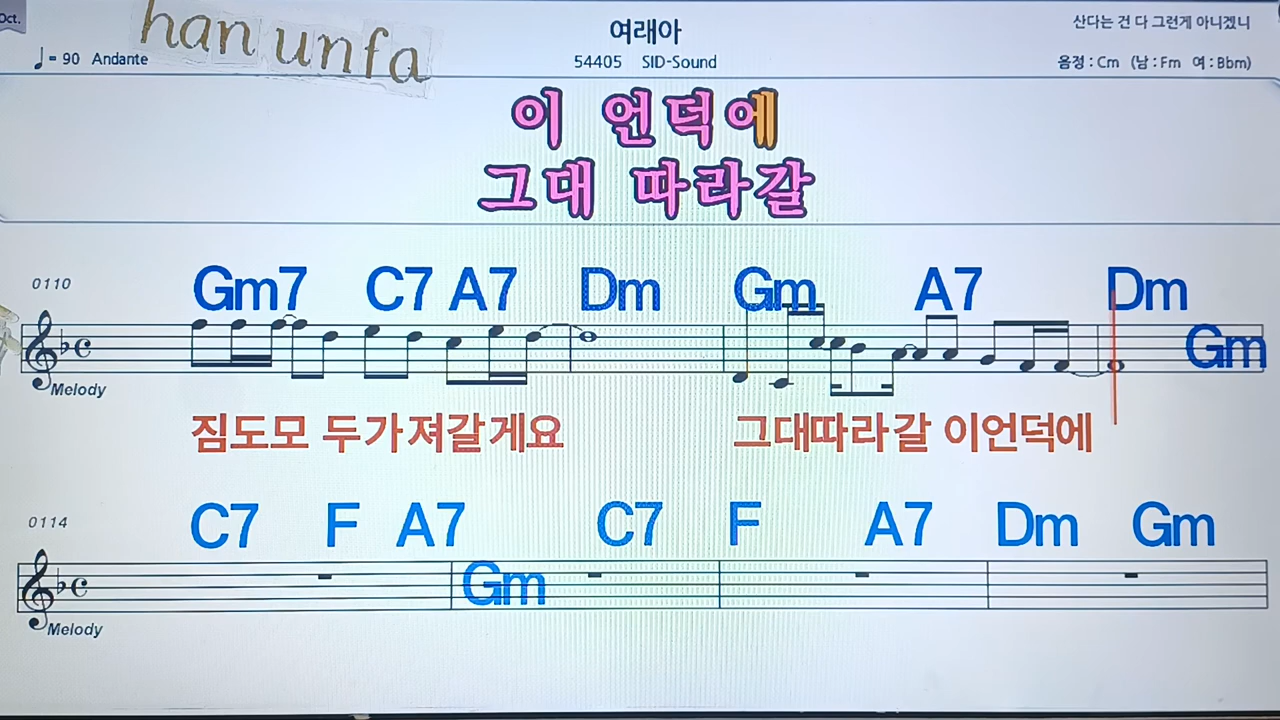 Oct.
han unfa
♩= 90 Andante
여래아
54405 SID-Sound
산다는 건 다 그런게 아니겠니
음정 : Cm (남 : Fm 여 : Bbm)
이 언덕에
그대 따라갈
0110
Gm7 C7 A7 Dm Gm A7 Dm
Gm
Melody
짐도모 두가져갈게요 그대따라갈 이언덕에
0114
C7 F A7 C7 F A7 Dm Gm
Gm
Melody